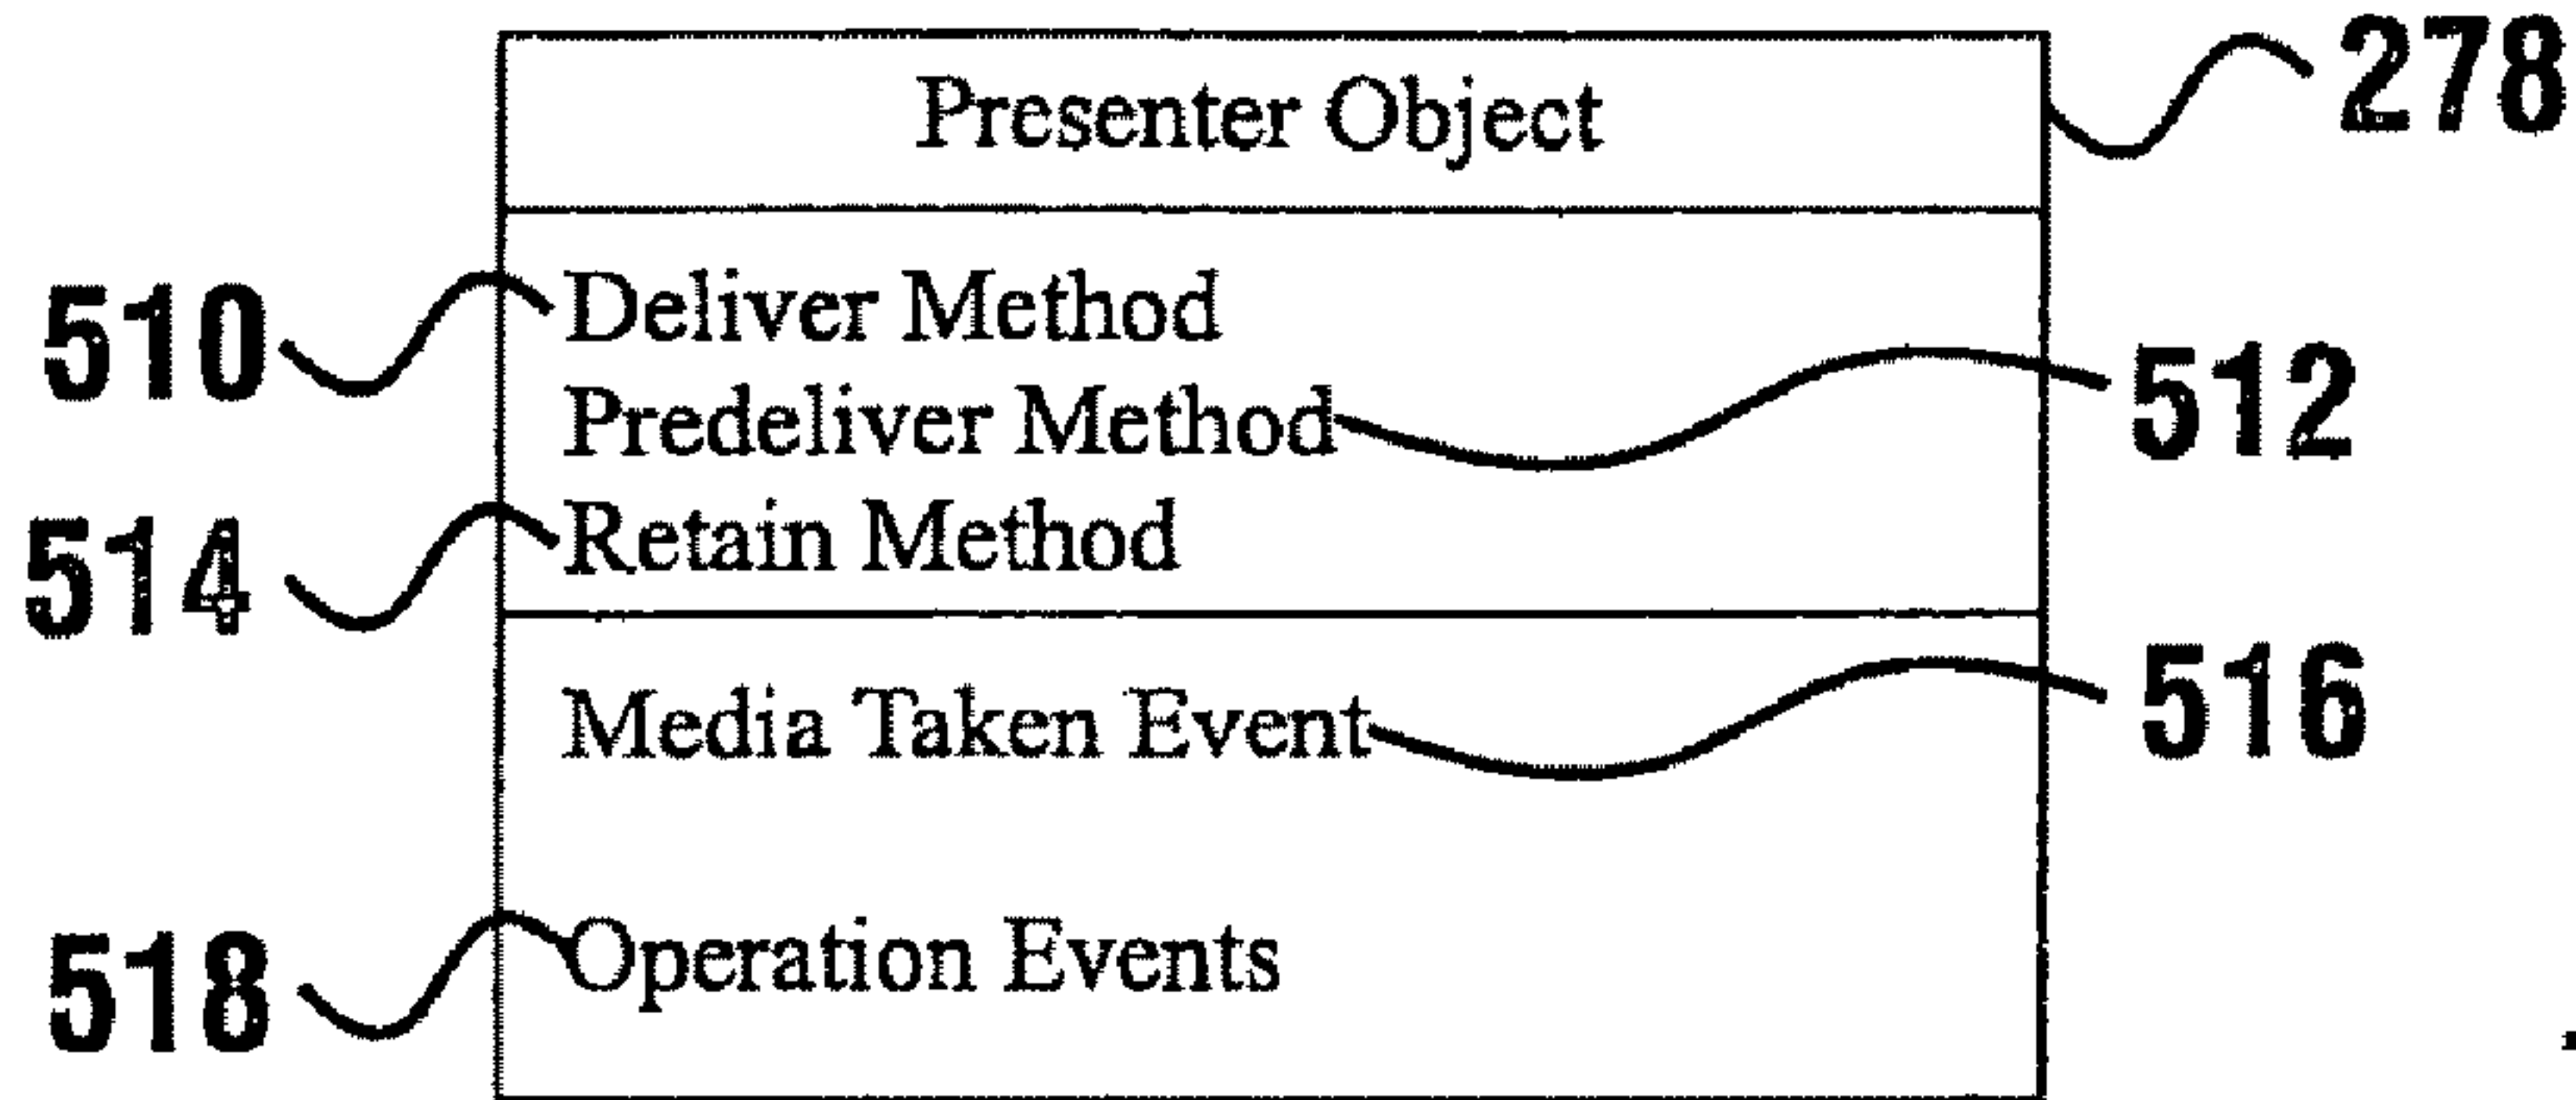 Presenter Object 278
510 Deliver Method
Predeliver Method 512
514 Retain Method
Media Taken Event 516
518 Operation Events